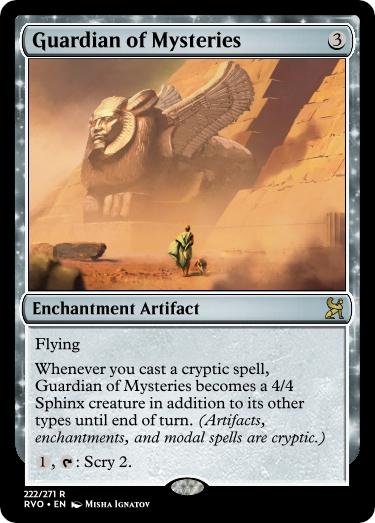 Guardian of Mysteries 3
Enchantment Artifact
Flying
Whenever you cast a cryptic spell,
Guardian of Mysteries becomes a 4/4
Sphinx creature in addition to its other
types until end of turn. (Artifacts,
enchantments, and modal spells are cryptic.)
1 , : Scry 2.
222/271 R
RVO • EN Misha Ignatov